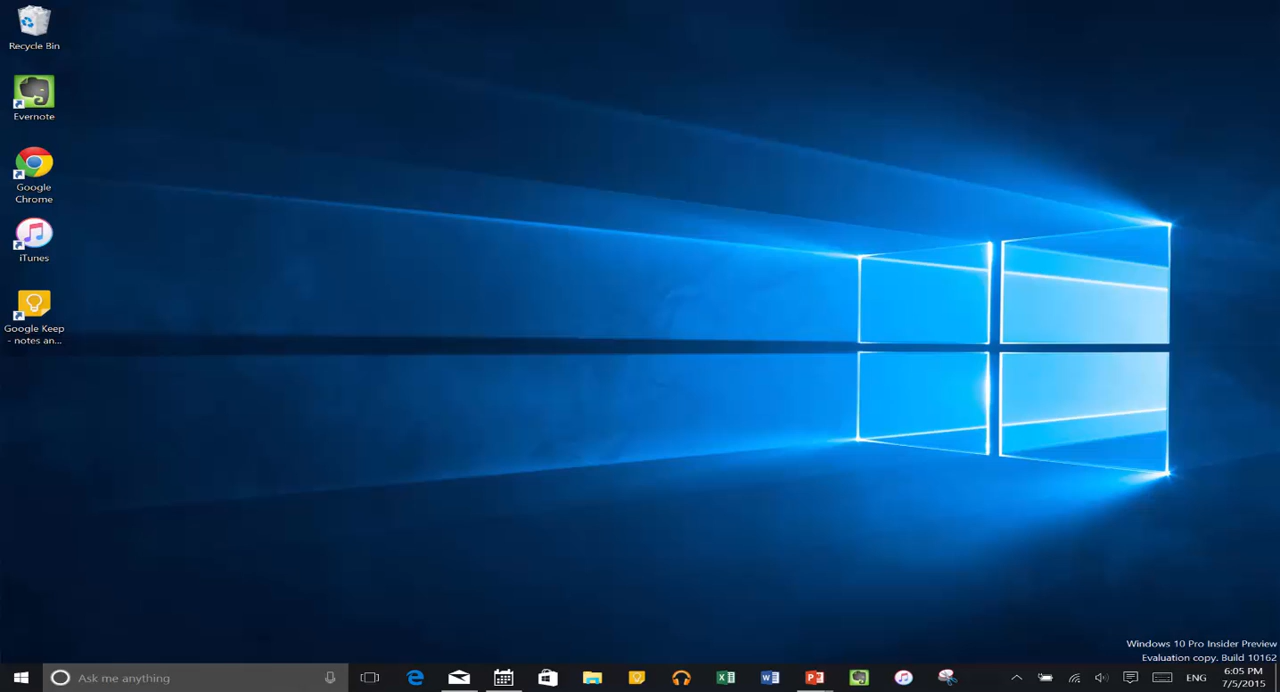 Recycle Bin
Evernote
Google
Chrome
iTunes
Google Keep
- notes an...
Windows 10 Pro Insider Preview
Evaluation copy. Build 10162
Ask me anything
ENG
6:05 PM
7/5/2015